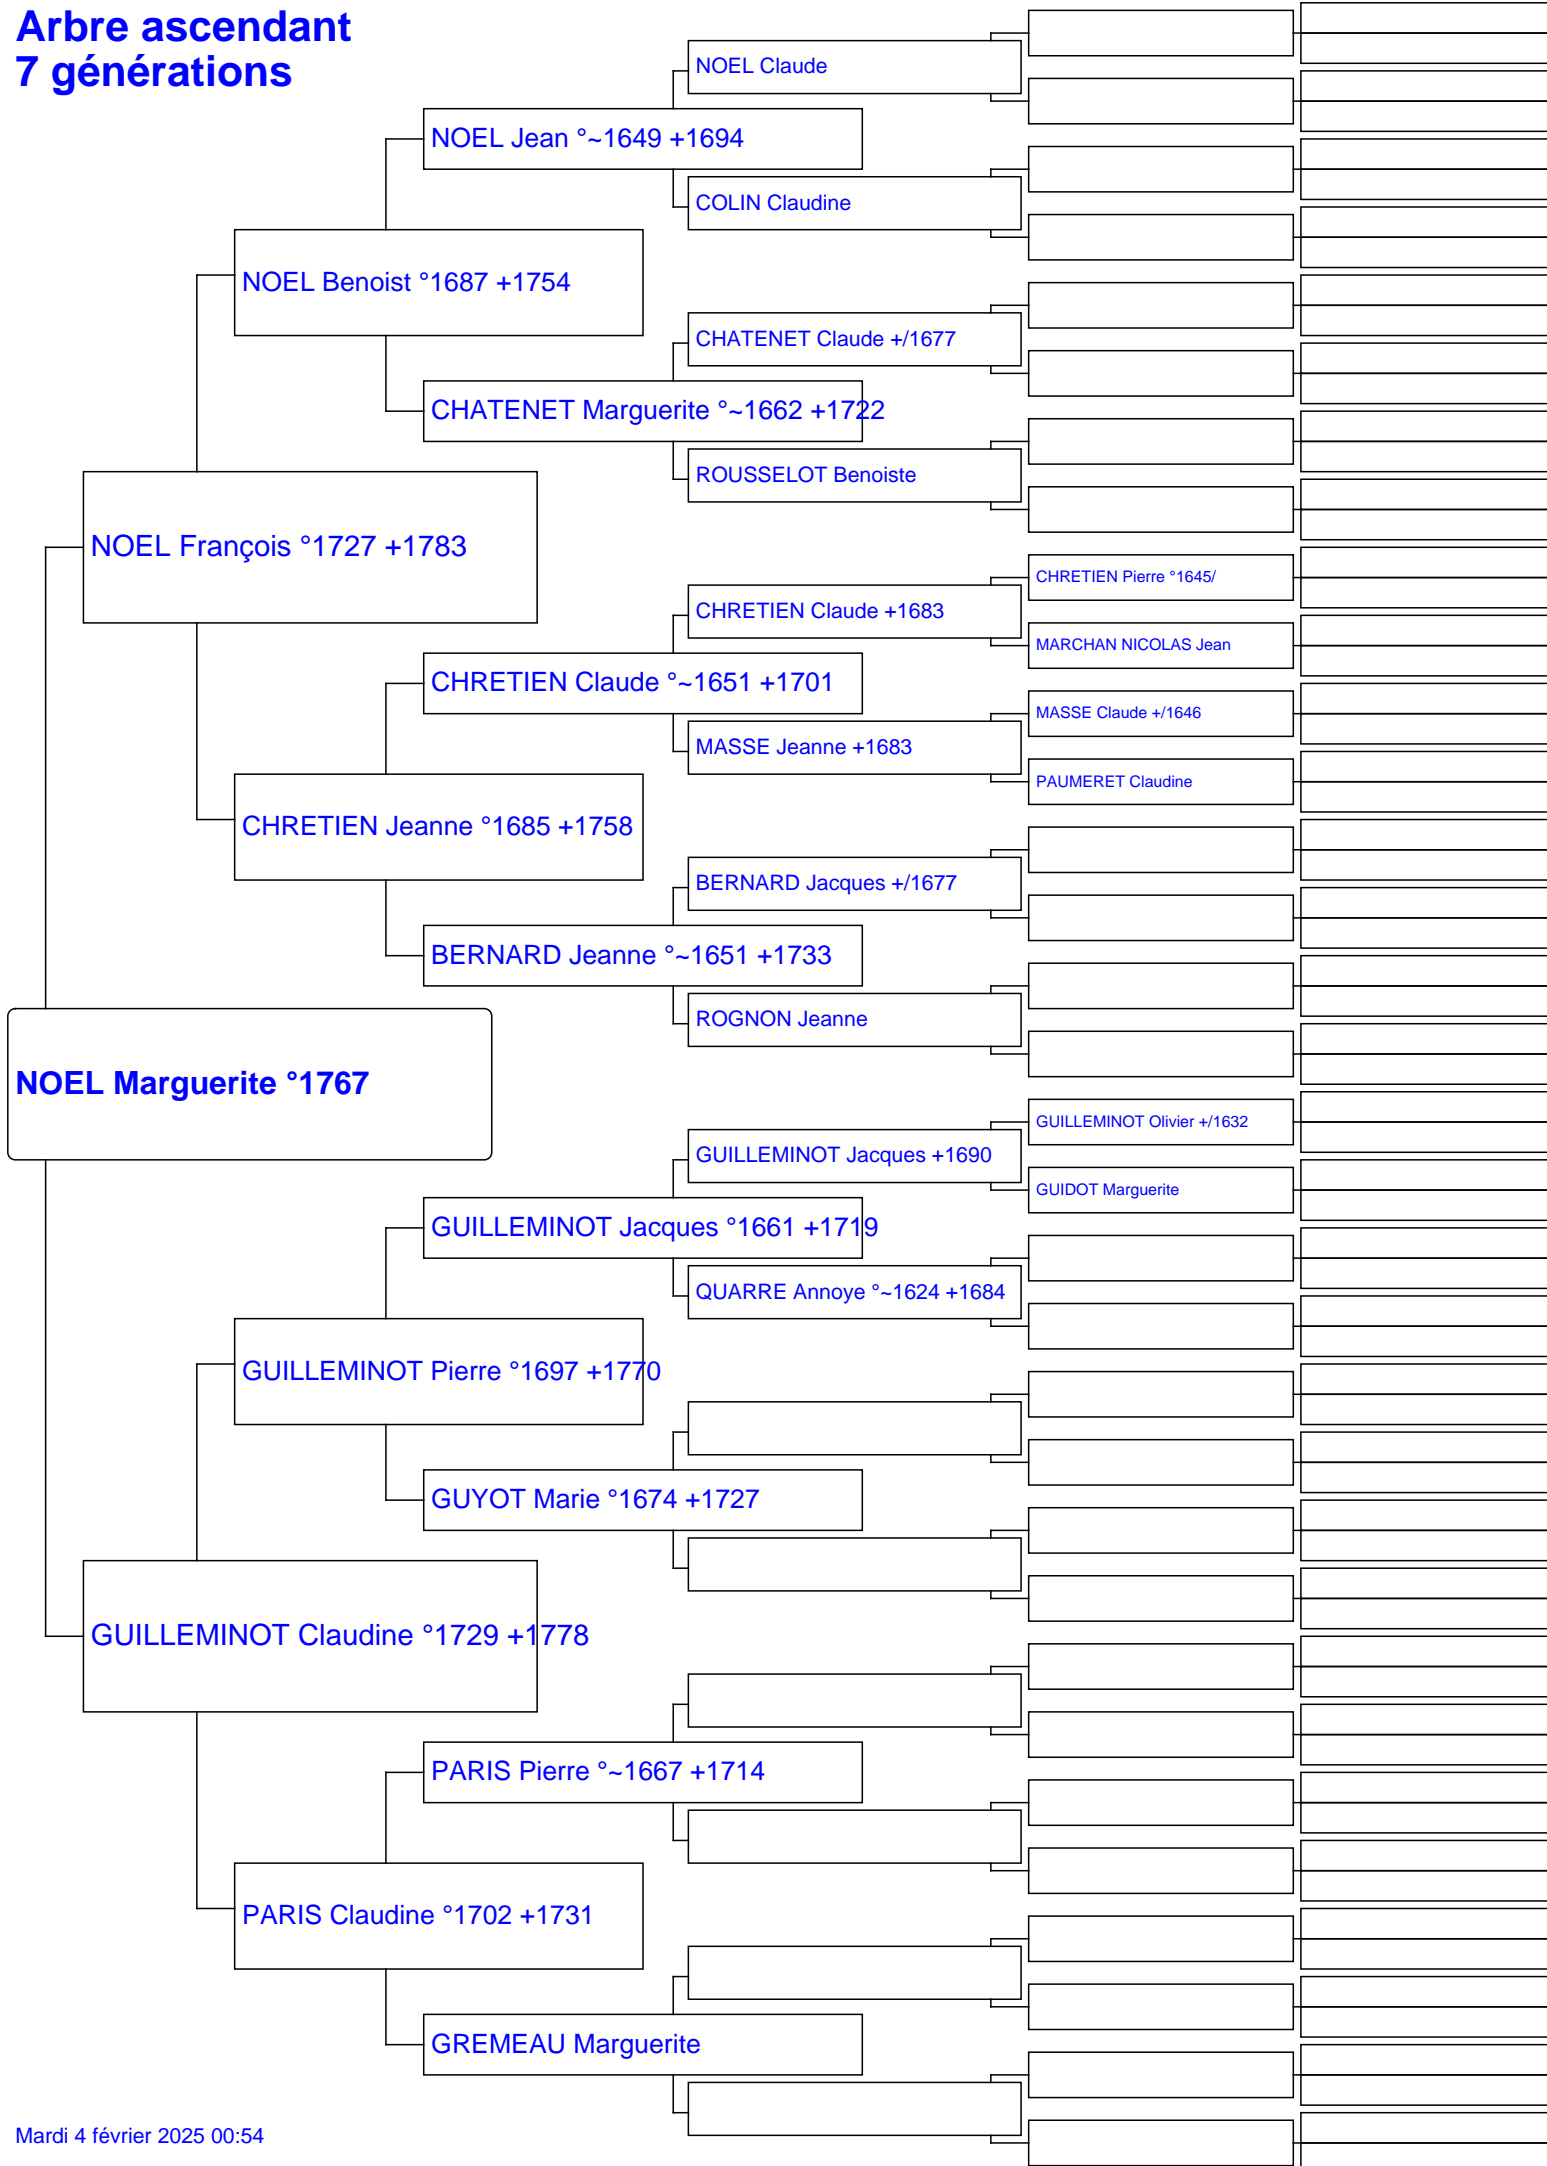 Arbre ascendant
7 générations
NOEL Claude
NOEL Jean °~1649 +1694
COLIN Claudine
NOEL Benoist °1687 +1754
CHATENET Claude +/1677
CHATENET Marguerite °~1662 +1722
ROUSSELOT Benoiste
NOEL François °1727 +1783
CHRETIEN Pierre °1645/
CHRETIEN Claude +1683
MARCHAN NICOLAS Jean
CHRETIEN Claude °~1651 +1701
MASSE Claude +/1646
MASSE Jeanne +1683
PAUMERET Claudine
CHRETIEN Jeanne °1685 +1758
BERNARD Jacques +/1677
BERNARD Jeanne °~1651 +1733
ROGNON Jeanne
NOEL Marguerite °1767
GUILLEMINOT Olivier +/1632
GUILLEMINOT Jacques +1690
GUIDOT Marguerite
GUILLEMINOT Jacques °1661 +1719
QUARRE Annoye °~1624 +1684
GUILLEMINOT Pierre °1697 +1770
GUYOT Marie °1674 +1727
GUILLEMINOT Claudine °1729 +1778
PARIS Pierre °~1667 +1714
PARIS Claudine °1702 +1731
GREMEAU Marguerite
Mardi 4 février 2025 00:54